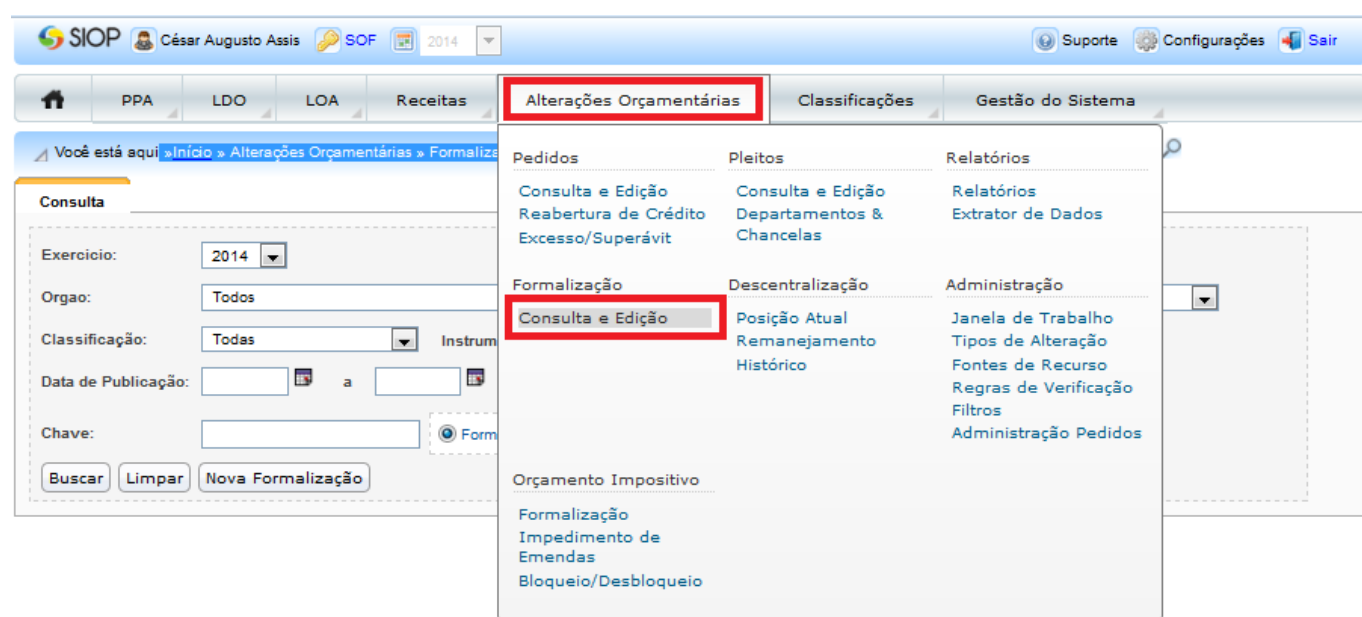 SIOP César Augusto Assis SOF 2014 Suporte Configurações Sair
PPA LDO LOA Receitas Alterações Orçamentárias Classificações Gestão do Sistema
Você está aqui »Início » Alterações Orçamentárias » Formaliza
Consulta
Exercicio: 2014
Orgao: Todos
Classificação: Todas Instrum
Data de Publicação: a
Chave: Form
Buscar Limpar Nova Formalização
Pedidos
Consulta e Edição
Reabertura de Crédito
Excesso/Superávit
Pleitos
Consulta e Edição
Departamentos &
Chancelas
Relatórios
Relatórios
Extrator de Dados
Formalização
Consulta e Edição
Descentralização
Posição Atual
Remanejamento
Histórico
Administração
Janela de Trabalho
Tipos de Alteração
Fontes de Recurso
Regras de Verificação
Filtros
Administração Pedidos
Orçamento Impositivo
Formalização
Impedimento de
Emendas
Bloqueio/Desbloqueio